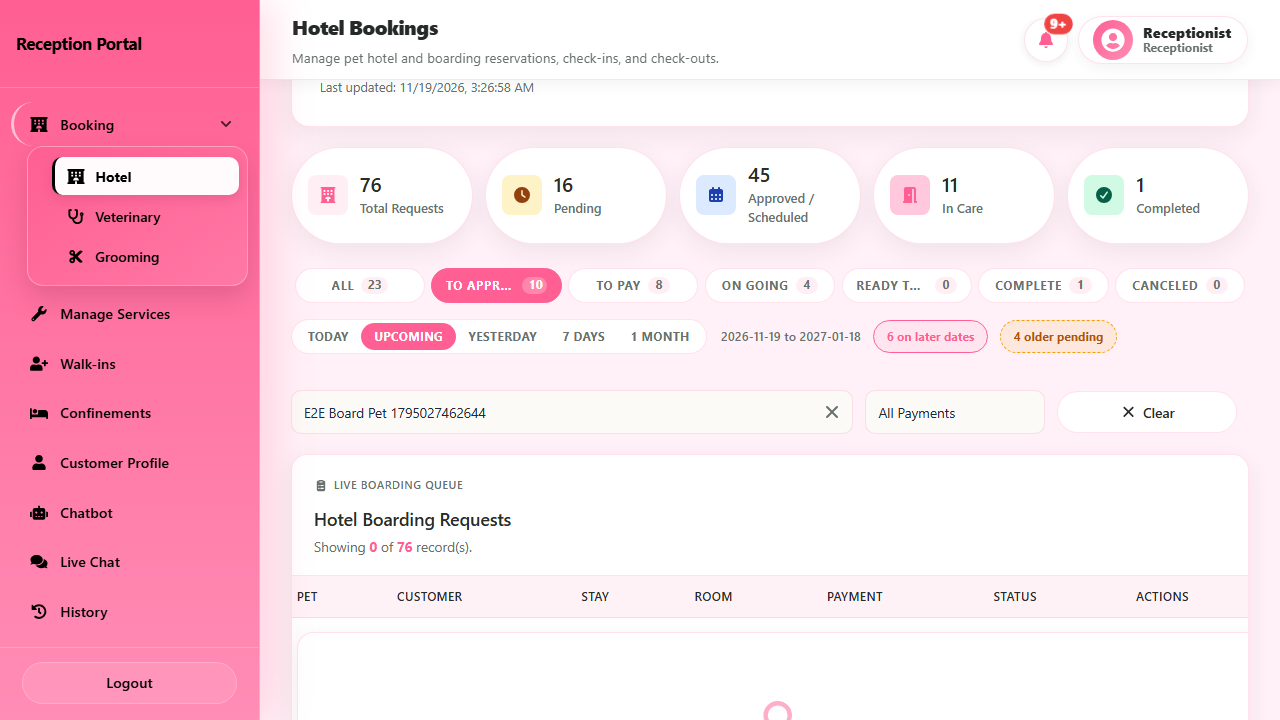 Reception Portal
Booking
Hotel
Veterinary
Grooming
Manage Services
Walk-ins
Confinements
Customer Profile
Chatbot
Live Chat
History
Logout
Hotel Bookings
Manage pet hotel and boarding reservations, check-ins, and check-outs.
9+
Receptionist
Receptionist
Last updated: 11/19/2026, 3:26:58 AM
76
Total Requests
16
Pending
45
Approved /
Scheduled
11
In Care
1
Completed
ALL 23
TO APPR... 10
TO PAY 8
ON GOING 4
READY T... 0
COMPLETE 1
CANCELED 0
TODAY UPCOMING YESTERDAY 7 DAYS 1 MONTH 2026-11-19 to 2027-01-18 6 on later dates 4 older pending
E2E Board Pet 1795027462644
All Payments
Clear
LIVE BOARDING QUEUE
Hotel Boarding Requests
Showing 0 of 76 record(s).
PET CUSTOMER STAY ROOM PAYMENT STATUS ACTIONS